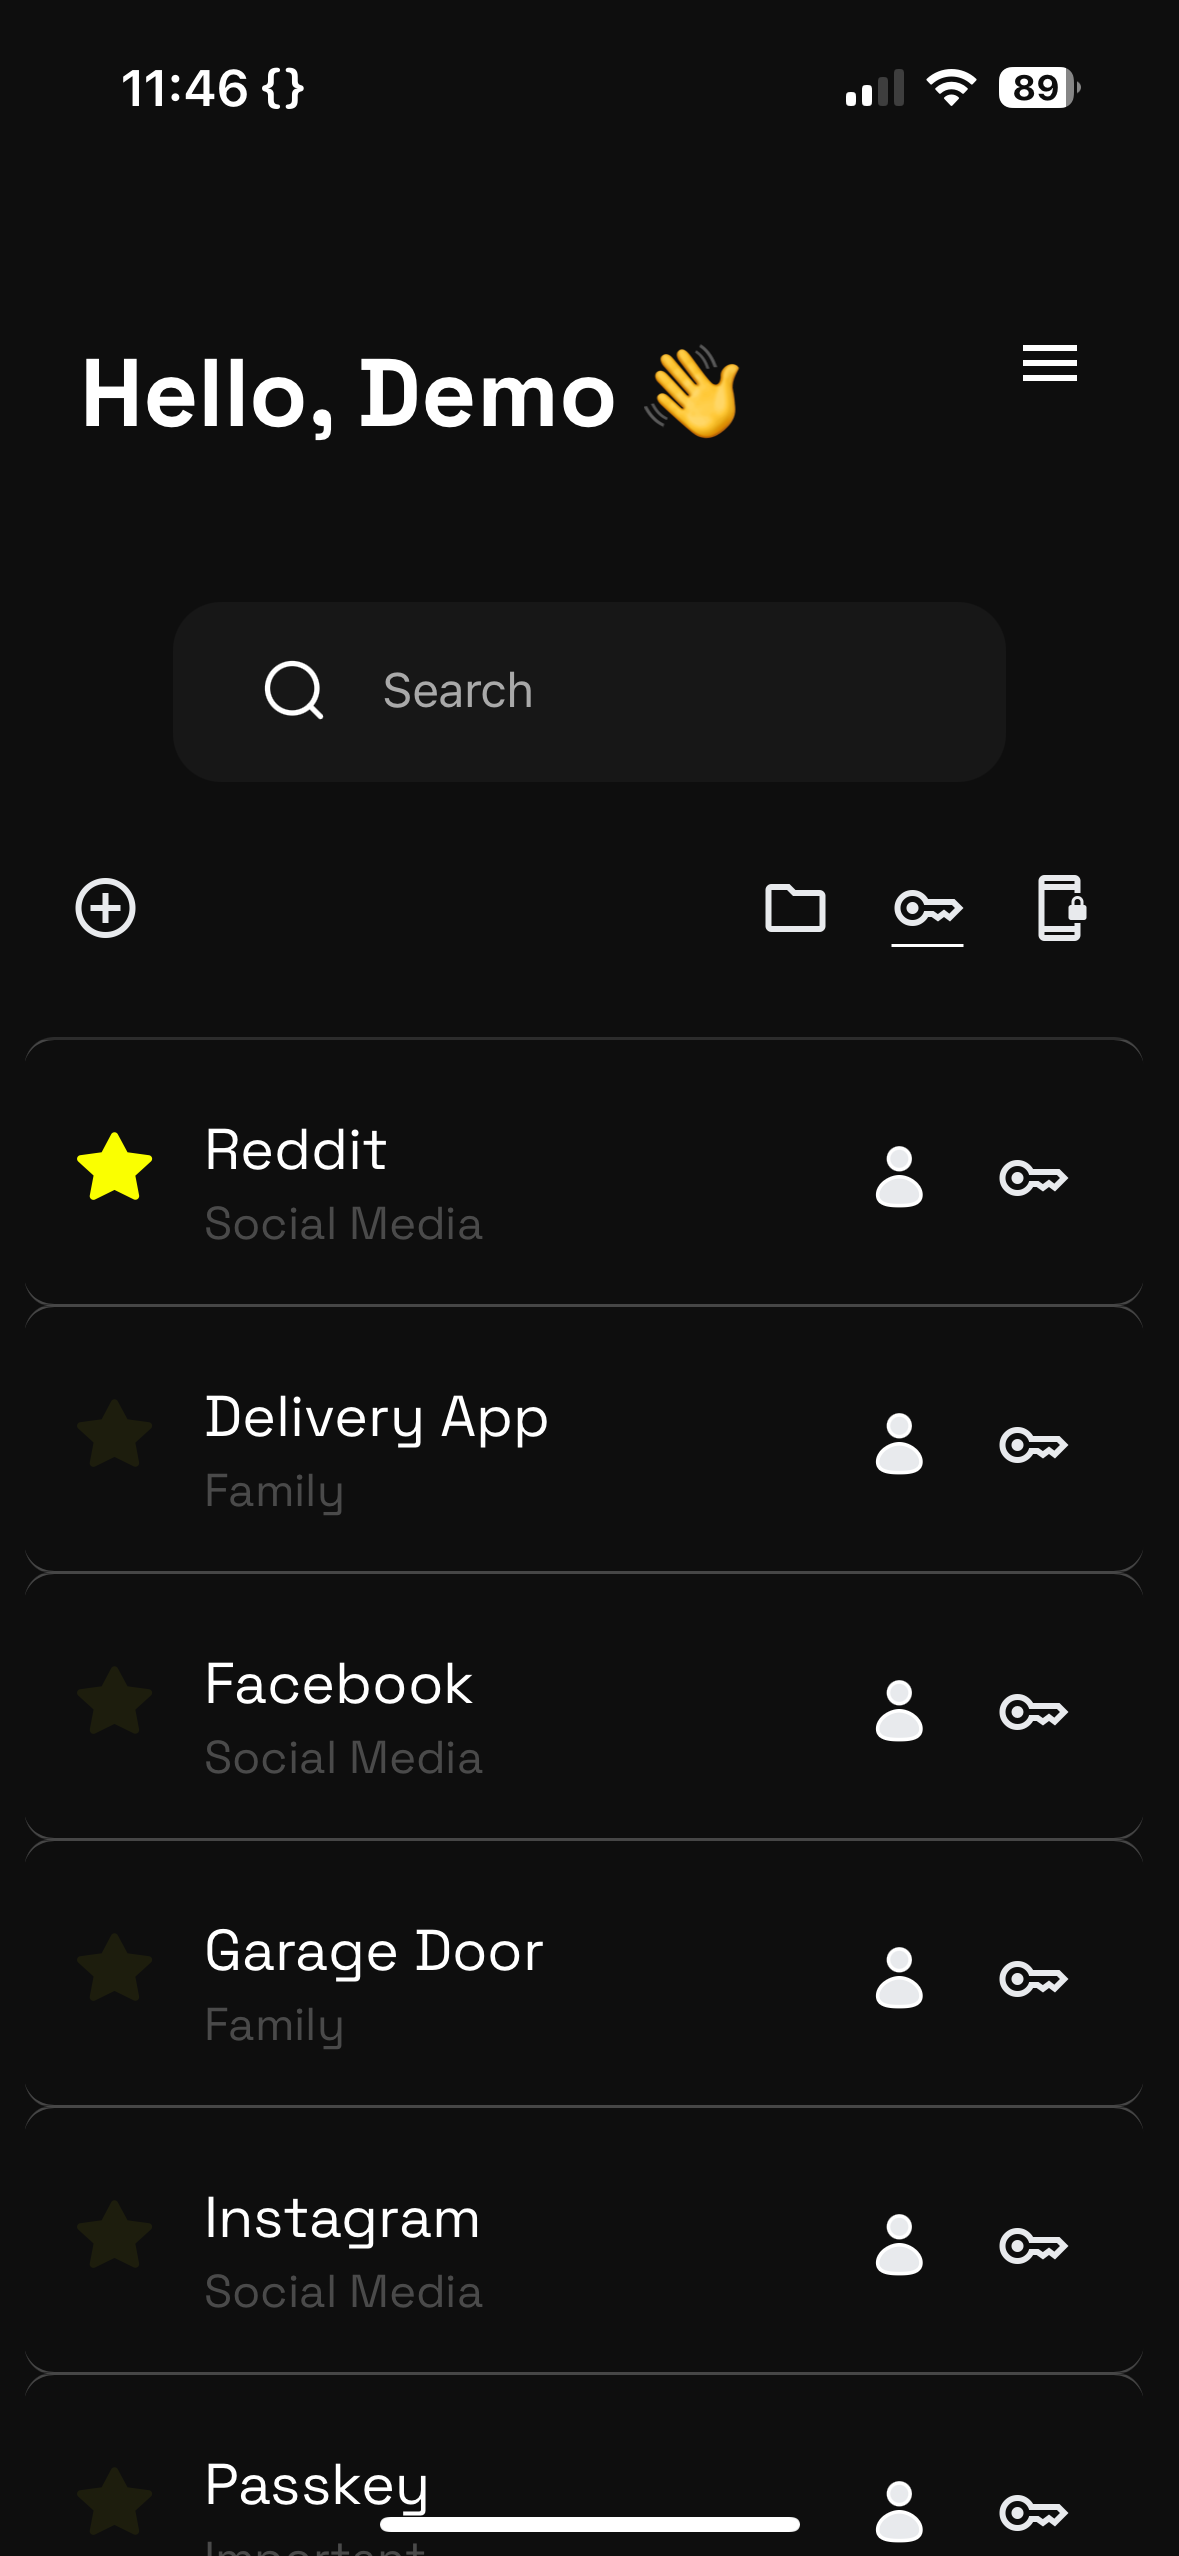 11:46 {}
89
Hello, Demo 👋
Search
Reddit
Social Media
Delivery App
Family
Facebook
Social Media
Garage Door
Family
Instagram
Social Media
Passkey
Important